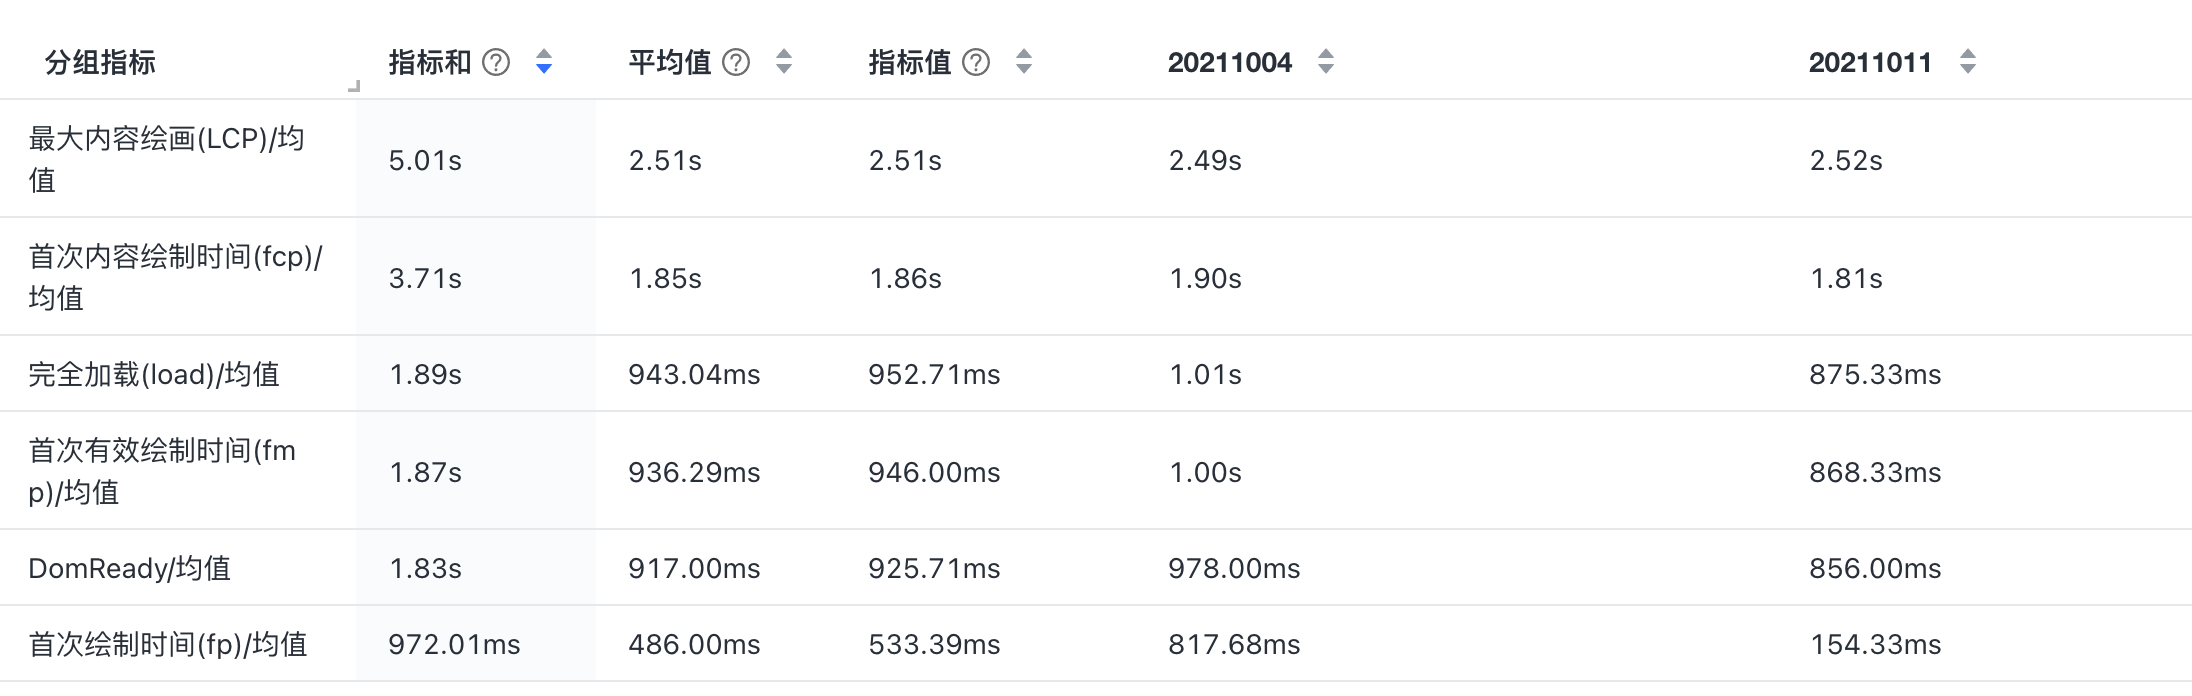 分组指标 指标和 平均值 指标值 20211004 20211011
最大内容绘画(LCP)/均
值 5.01s 2.51s 2.51s 2.49s 2.52s
首次内容绘制时间(fcp)/
均值 3.71s 1.85s 1.86s 1.90s 1.81s
完全加载(load)/均值 1.89s 943.04ms 952.71ms 1.01s 875.33ms
首次有效绘制时间(fm
p)/均值 1.87s 936.29ms 946.00ms 1.00s 868.33ms
DomReady/均值 1.83s 917.00ms 925.71ms 978.00ms 856.00ms
首次绘制时间(fp)/均值 972.01ms 486.00ms 533.39ms 817.68ms 154.33ms